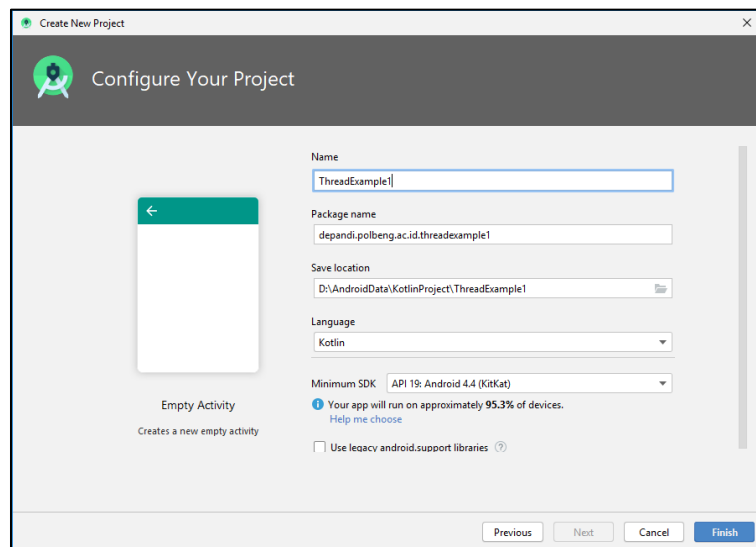 Create New Project
Configure Your Project
Name
ThreadExample1
Package name
depandi.polbeng.ac.id.threadexample1
Save location
D:\AndroidData\KotlinProject\ThreadExample1
Language
Kotlin
Minimum SDK API 19: Android 4.4 (KitKat)
Your app will run on approximately 95.3% of devices.
Help me choose
Use legacy android.support libraries ?
Empty Activity
Creates a new empty activity
Previous Next Cancel Finish